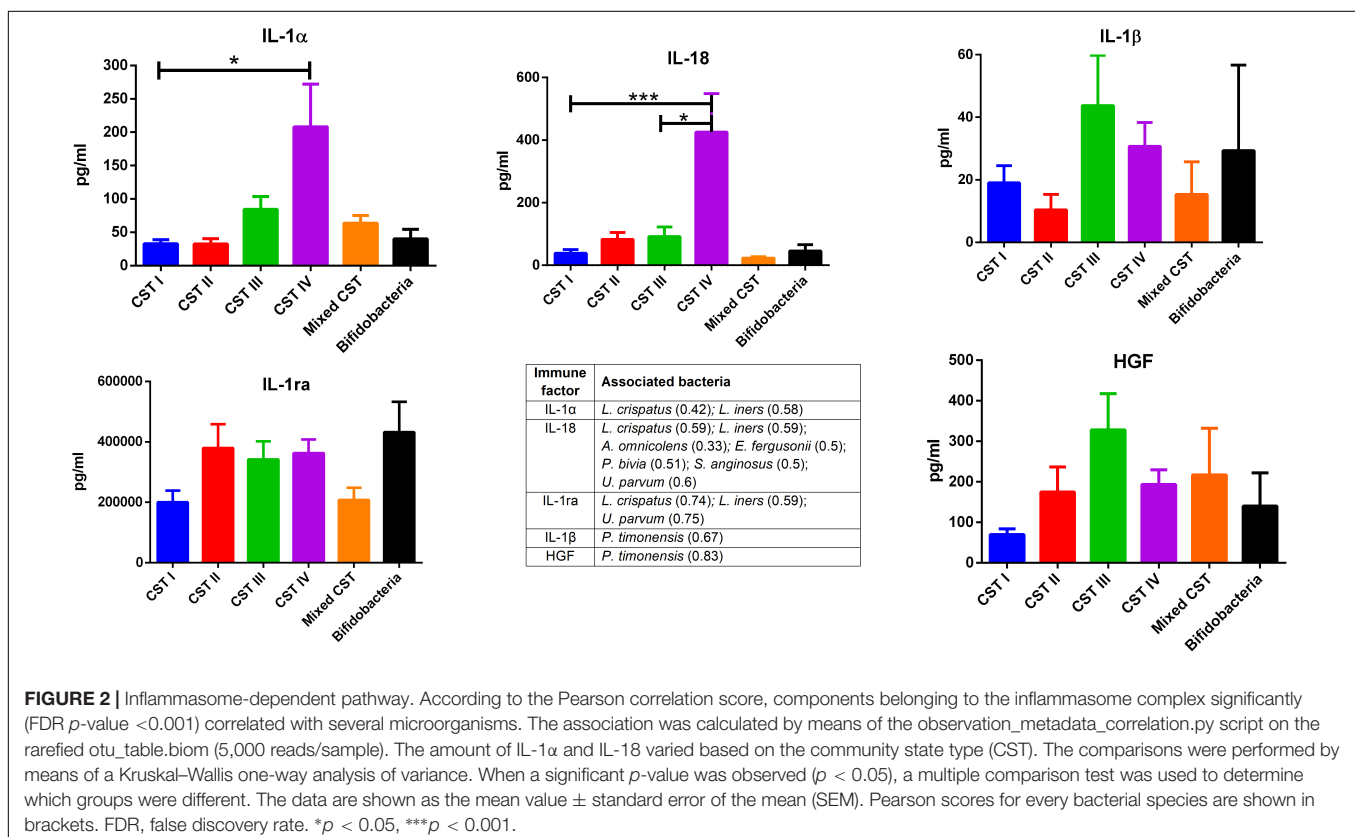 IL-1α
*
300
250
200
150
100
50
0
pg/ml
CST I
CST II
CST III
CST IV
Mixed CST
Bifidobacteria
IL-18
***
*
600
400
200
0
pg/ml
CST I
CST II
CST III
CST IV
Mixed CST
Bifidobacteria
IL-1β
60
40
20
0
pg/ml
CST I
CST II
CST III
CST IV
Mixed CST
Bifidobacteria
IL-1ra
600000
400000
200000
0
pg/ml
CST I
CST II
CST III
CST IV
Mixed CST
Bifidobacteria
Immune factor Associated bacteria
IL-1α L. crispatus (0.42); L. iners (0.58)
IL-18 L. crispatus (0.59); L. iners (0.59);
A. omnicolens (0.33); E. fergusonii (0.5);
P. bivia (0.51); S. anginosus (0.5);
U. parvum (0.6)
IL-1ra L. crispatus (0.74); L. iners (0.59);
U. parvum (0.75)
IL-1β P. timonensis (0.67)
HGF P. timonensis (0.83)
HGF
500
400
300
200
100
0
pg/ml
CST I
CST II
CST III
CST IV
Mixed CST
Bifidobacteria
FIGURE 2 | Inflammasome-dependent pathway. According to the Pearson correlation score, components belonging to the inflammasome complex significantly
(FDR p-value <0.001) correlated with several microorganisms. The association was calculated by means of the observation_metadata_correlation.py script on the
rarefied otu_table.biom (5,000 reads/sample). The amount of IL-1α and IL-18 varied based on the community state type (CST). The comparisons were performed by
means of a Kruskal–Wallis one-way analysis of variance. When a significant p-value was observed (p < 0.05), a multiple comparison test was used to determine
which groups were different. The data are shown as the mean value ± standard error of the mean (SEM). Pearson scores for every bacterial species are shown in
brackets. FDR, false discovery rate. *p < 0.05, ***p < 0.001.